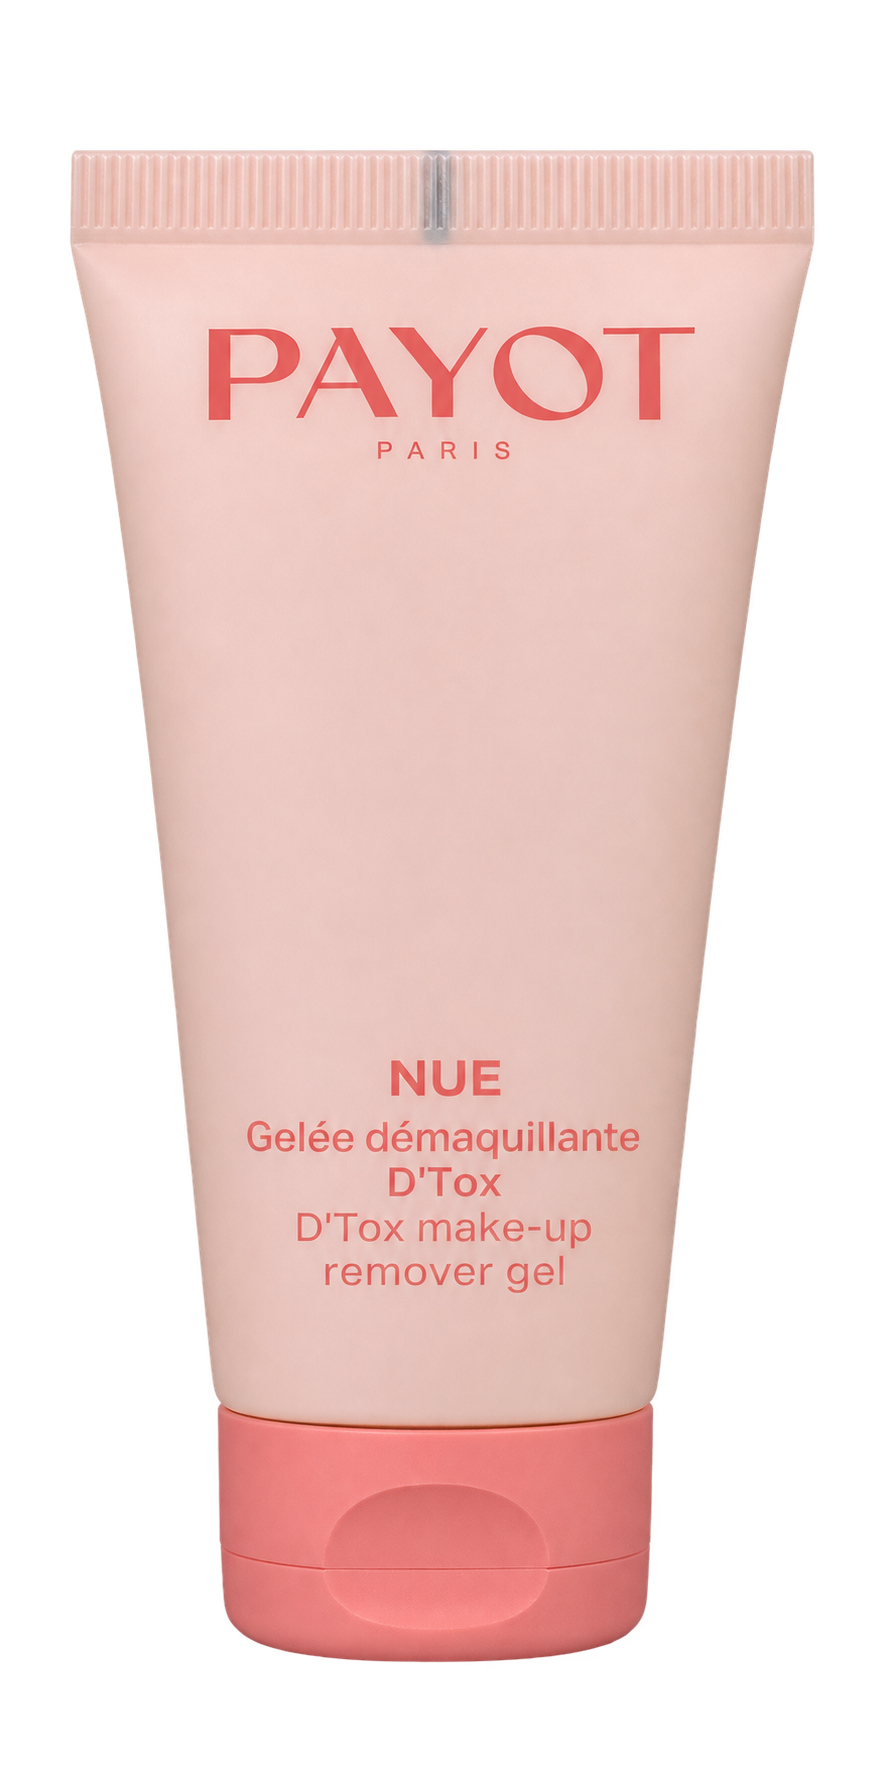 PAYOT
PARIS
NUE
Gelée démaquillante
D'Tox
D'Tox make-up
remover gel